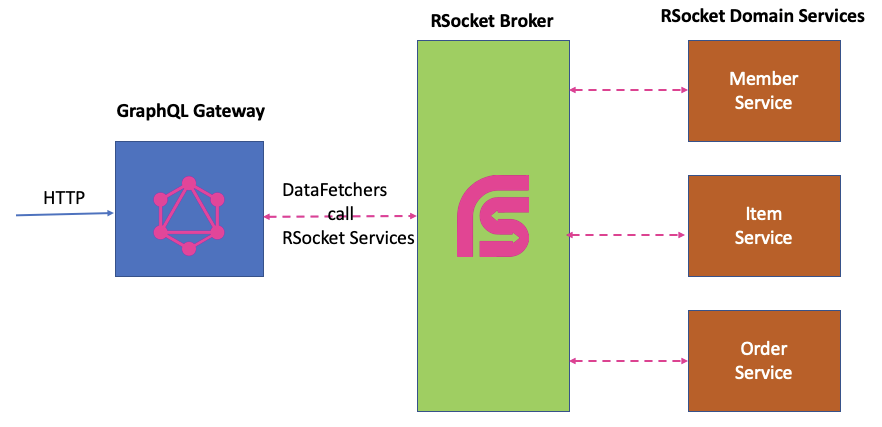 RSocket Broker
RSocket Domain Services
GraphQL Gateway
HTTP
DataFetchers
call
RSocket Services
Member
Service
Item
Service
Order
Service